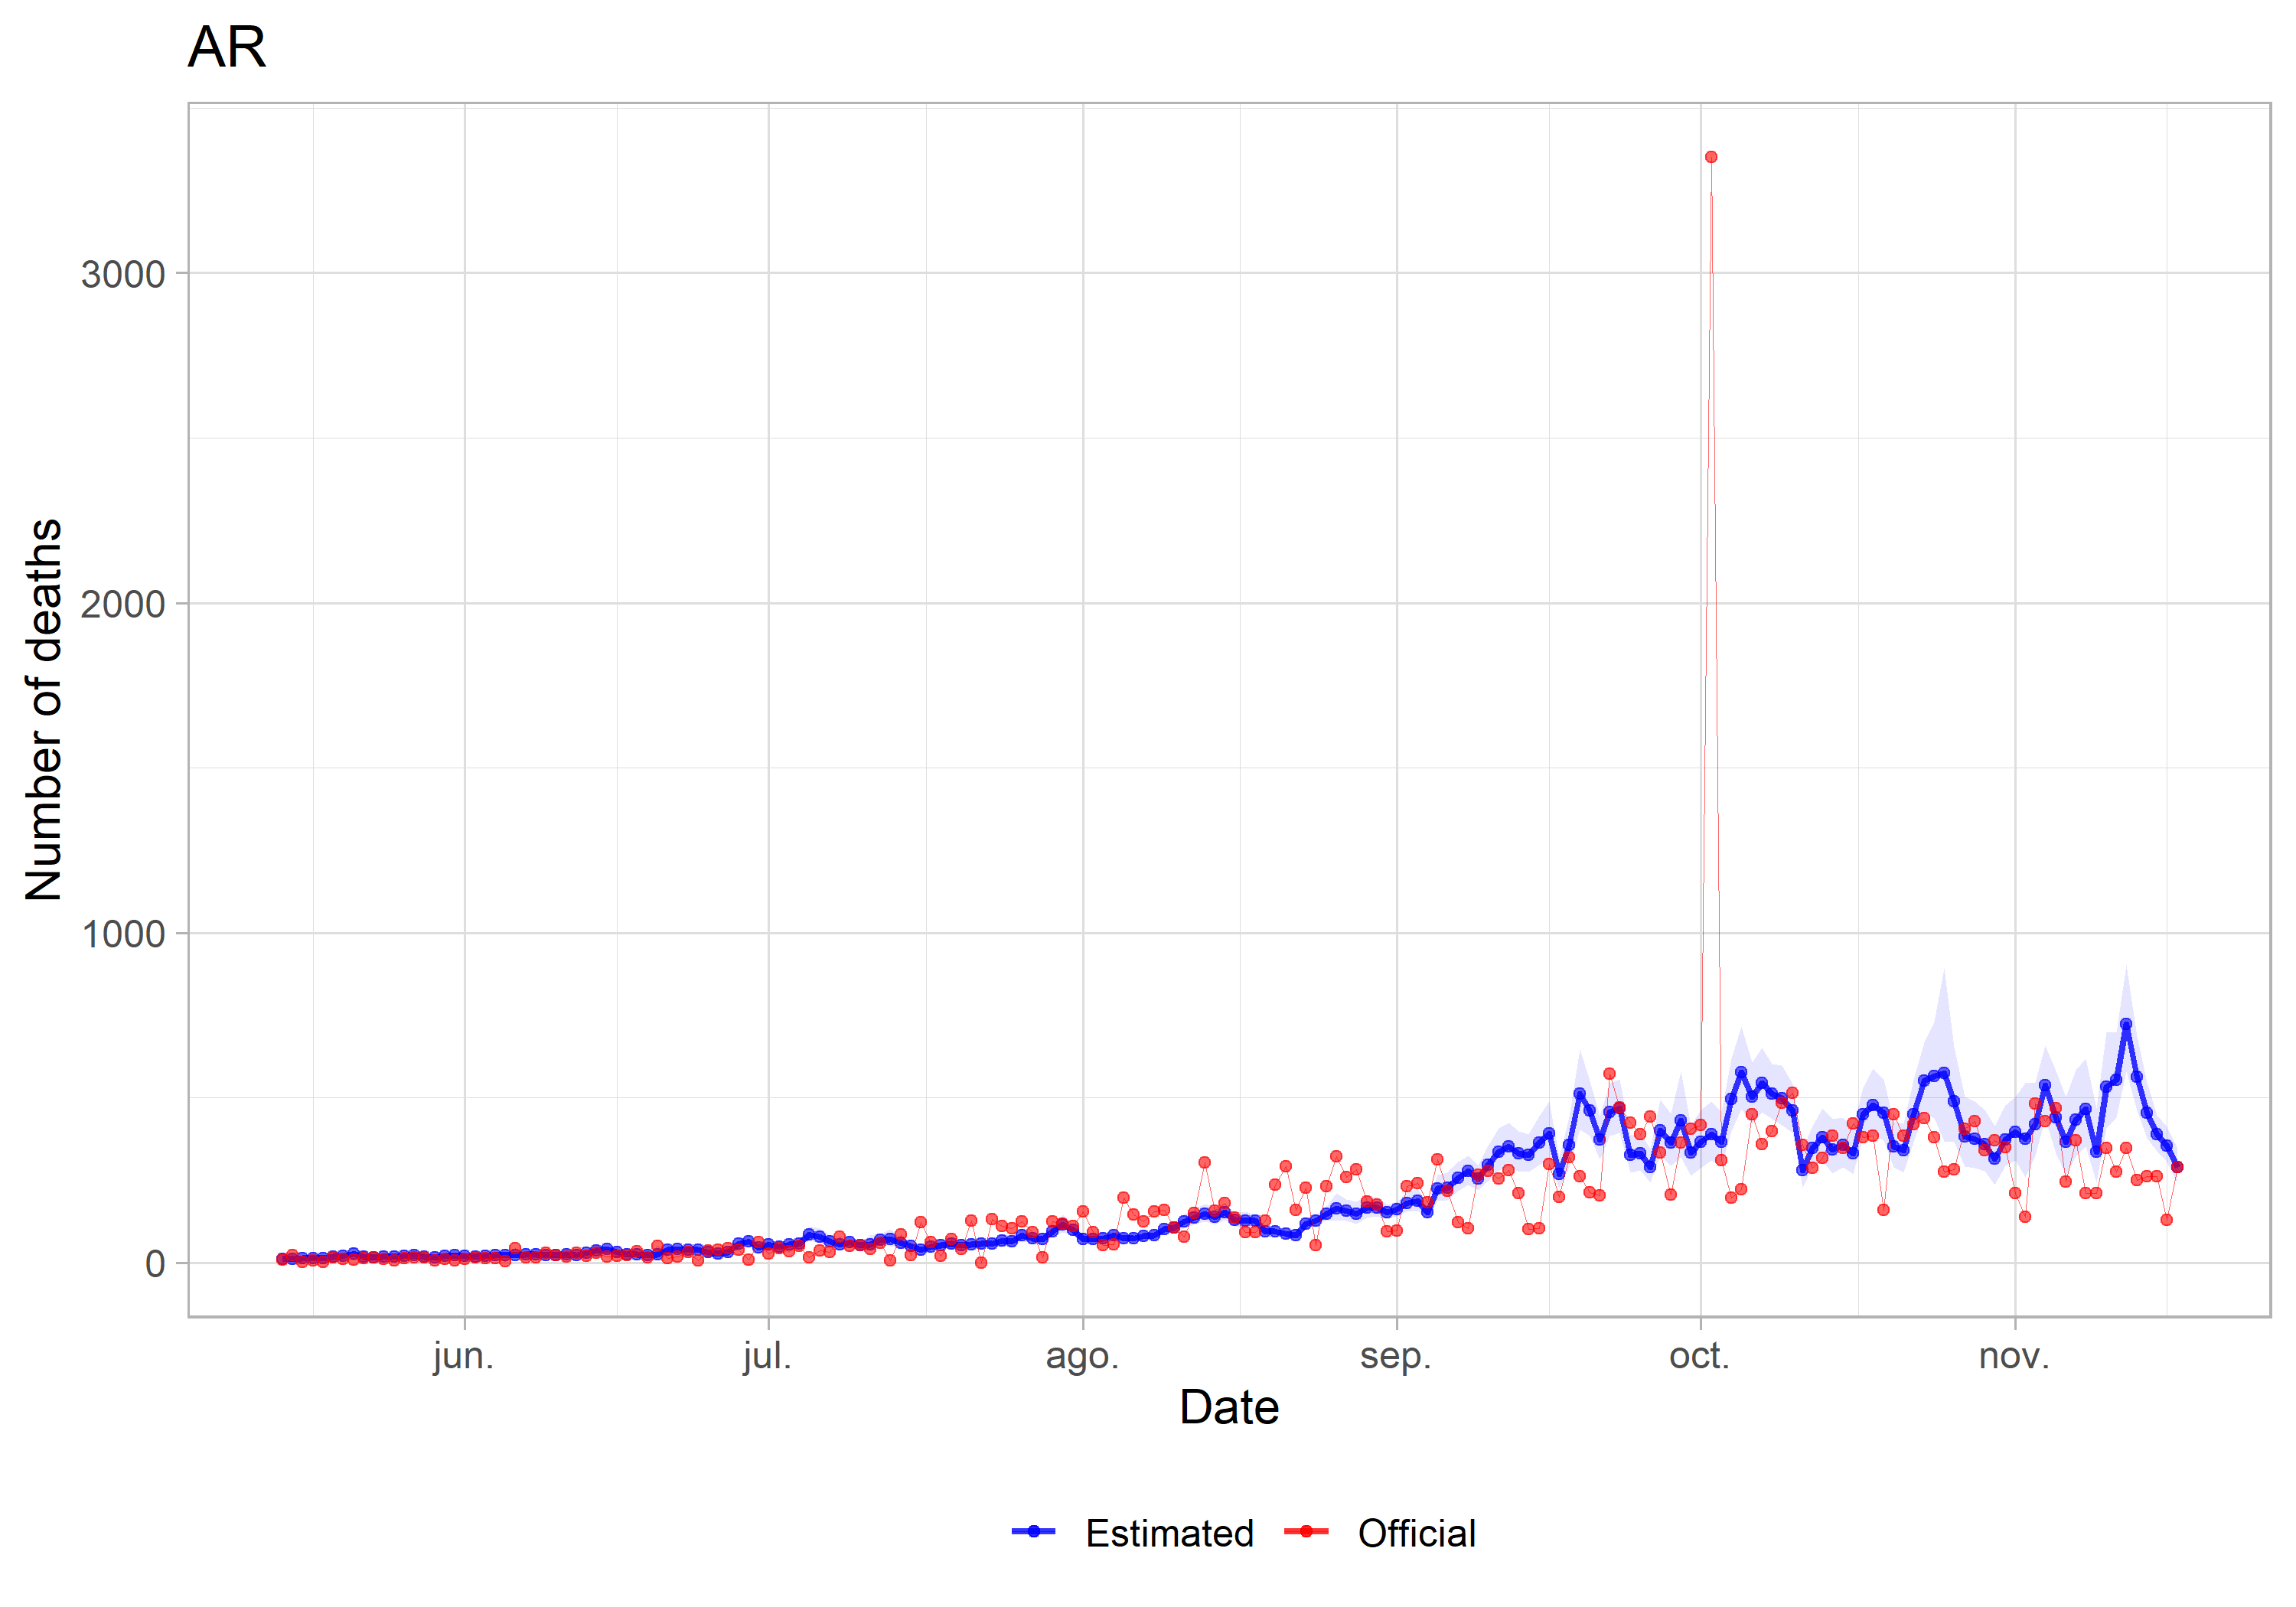 AR
3000
2000
1000
0
Number of deaths
jun. jul. ago. sep. oct. nov.
Date
Estimated Official